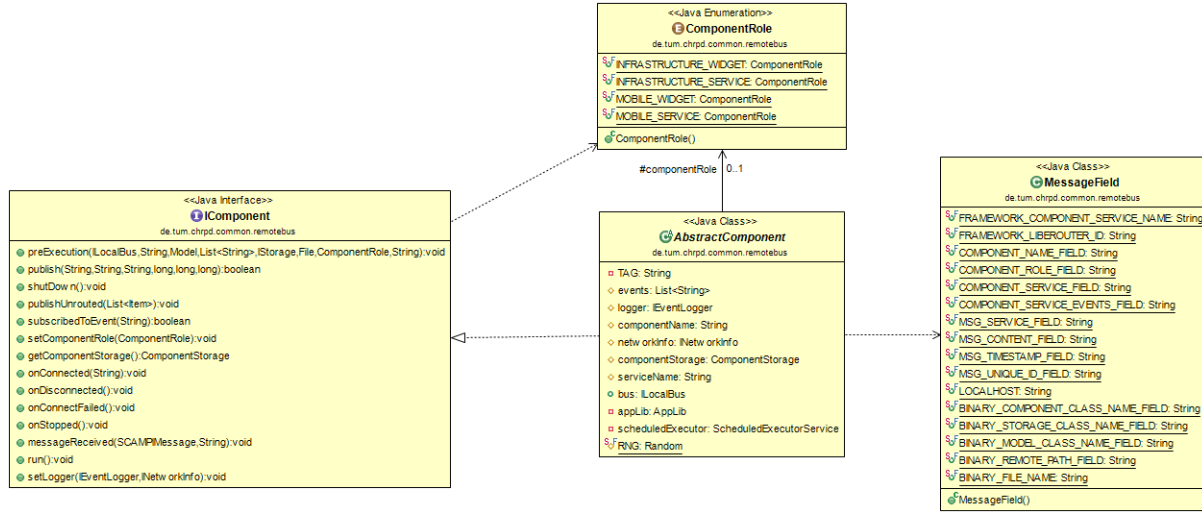 <<Java Enumeration>>
ComponentRole
de.tum.chrpd.common.remotebus
INFRASTRUCTURE_WIDGET: ComponentRole
INFRASTRUCTURE_SERVICE: ComponentRole
MOBILE_WIDGET: ComponentRole
MOBILE_SERVICE: ComponentRole
ComponentRole()
#componentRole 0..1
<<Java Interface>>
IComponent
de.tum.chrpd.common.remotebus
preExecution(ILocalBus,String,Model,List<String>,IStorage,File,ComponentRole,String):void
publish(String,String,String,long,long,long):boolean
shutDown():void
publishUnrouted(List<Item>):void
subscribedToEvent(String):boolean
setComponentRole(ComponentRole):void
getComponentStorage():ComponentStorage
onConnected(String):void
onDisconnected():void
onConnectFailed():void
onStopped():void
messageReceived(SCAMPIMessage,String):void
run():void
setLogger(IEventLogger,INetworkInfo):void
<<Java Class>>
AbstractComponent
de.tum.chrpd.common.remotebus
TAG: String
events: List<String>
logger: IEventLogger
componentName: String
networkInfo: INetworkInfo
componentStorage: ComponentStorage
serviceName: String
bus: ILocalBus
appLib: AppLib
scheduledExecutor: ScheduledExecutorService
RNG: Random
<<Java Class>>
MessageField
de.tum.chrpd.common.remotebus
FRAMEWORK_COMPONENT_SERVICE_NAME: String
FRAMEWORK_LIBEROUTER_ID: String
COMPONENT_NAME_FIELD: String
COMPONENT_ROLE_FIELD: String
COMPONENT_SERVICE_FIELD: String
COMPONENT_SERVICE_EVENTS_FIELD: String
MSG_SERVICE_FIELD: String
MSG_CONTENT_FIELD: String
MSG_TIMESTAMP_FIELD: String
MSG_UNIQUE_ID_FIELD: String
LOCALHOST: String
BINARY_COMPONENT_CLASS_NAME_FIELD: String
BINARY_STORAGE_CLASS_NAME_FIELD: String
BINARY_MODEL_CLASS_NAME_FIELD: String
BINARY_REMOTE_PATH_FIELD: String
BINARY_FILE_NAME: String
MessageField()